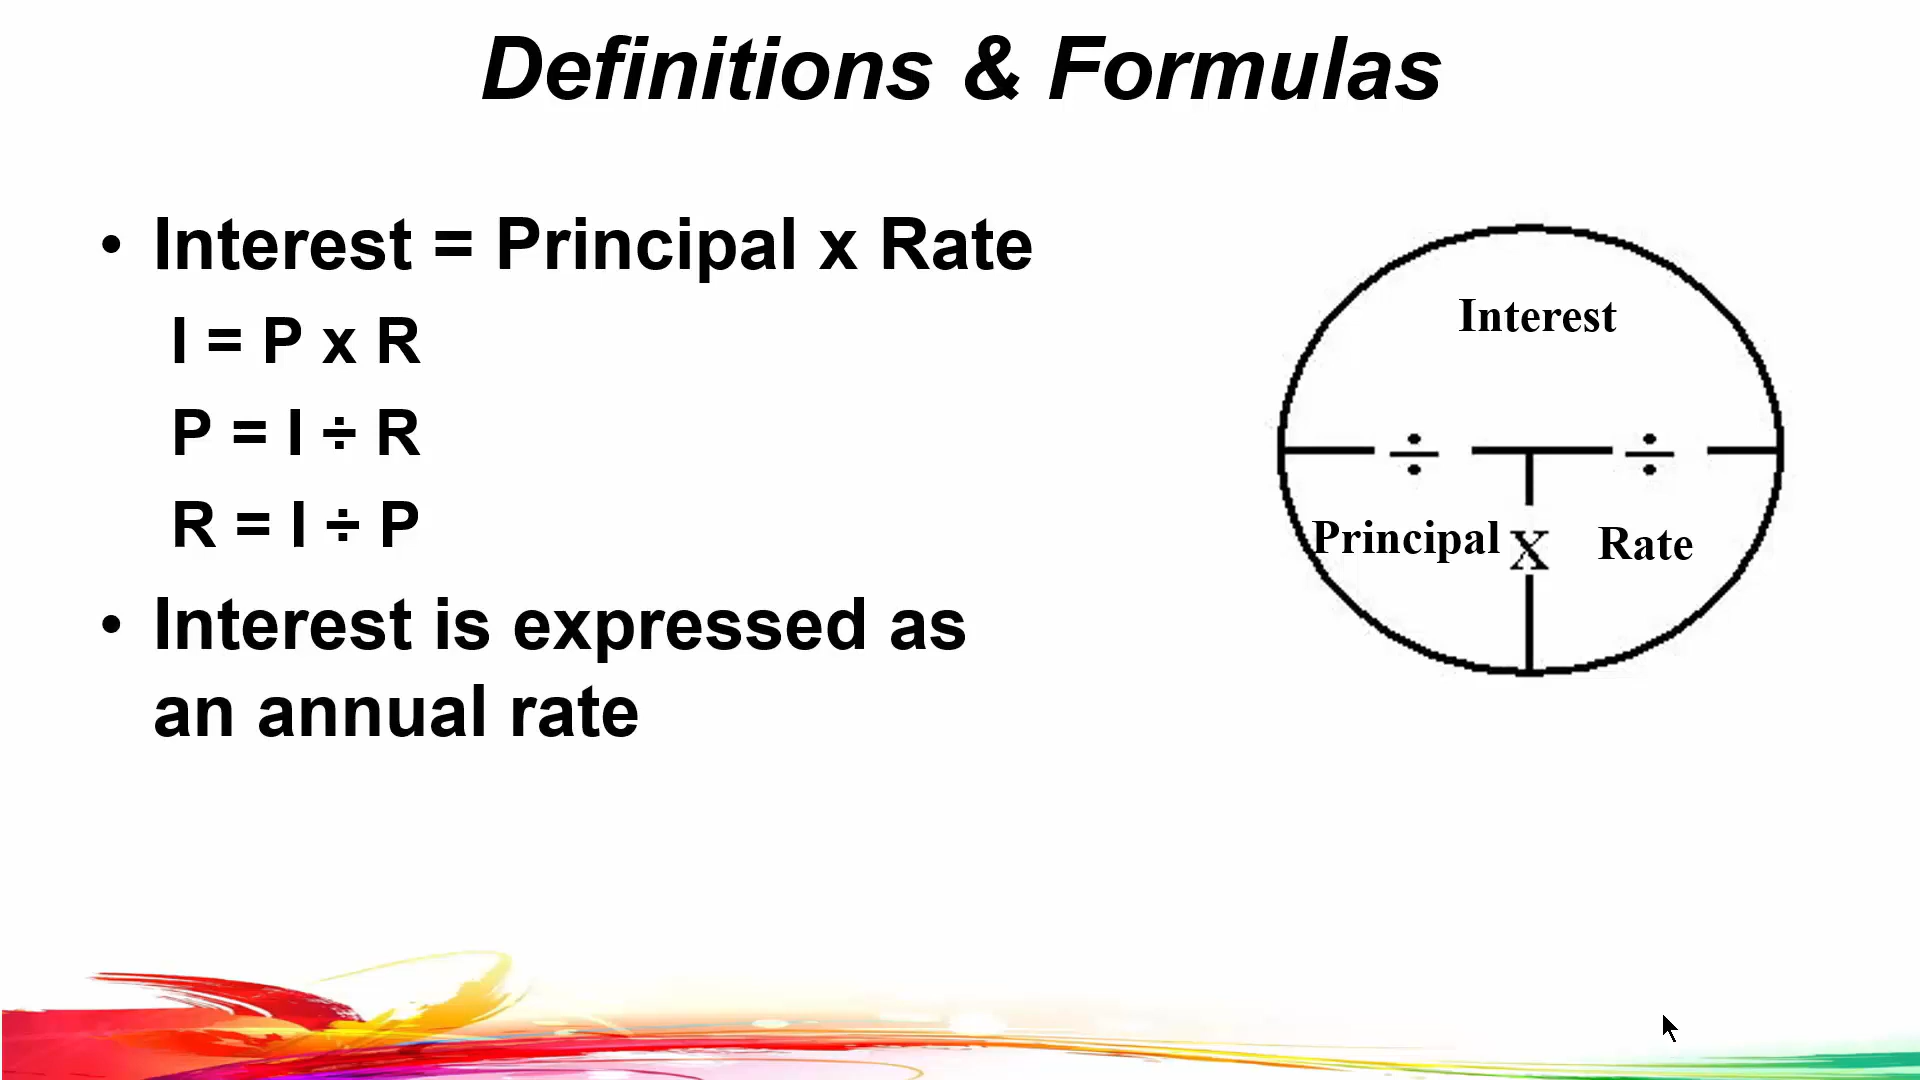 Definitions & Formulas
• Interest = Principal x Rate
I = P x R
P = I ÷ R
R = I ÷ P
• Interest is expressed as
an annual rate
Interest
÷ ÷
Principal X Rate